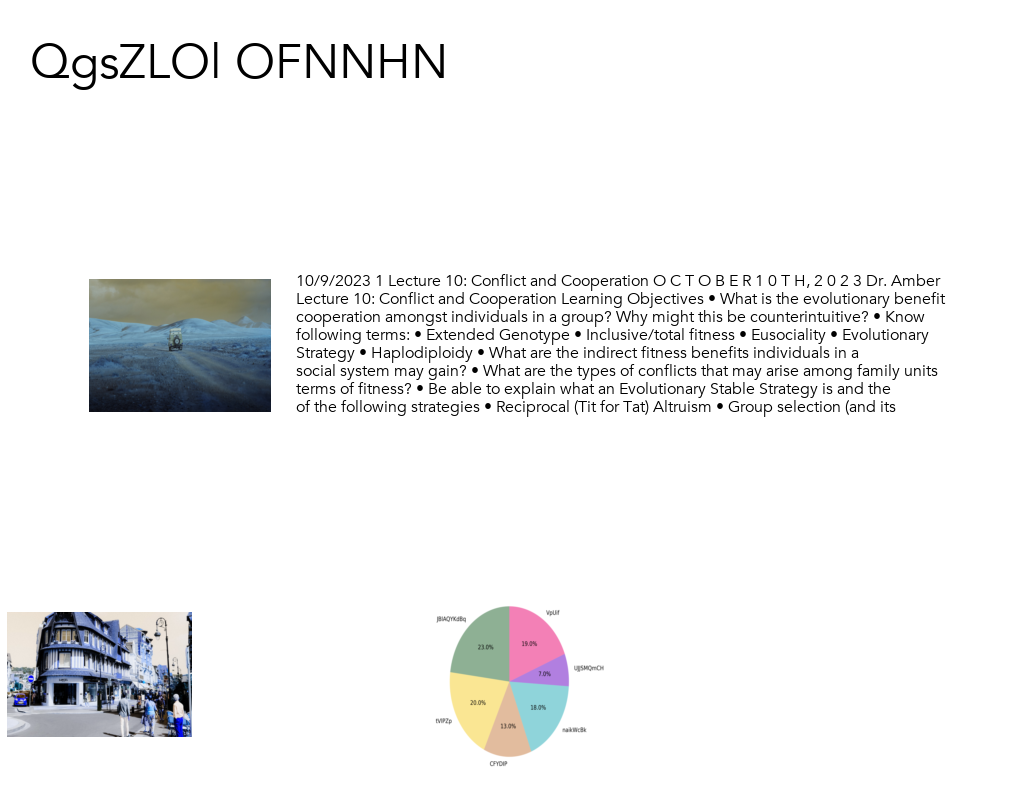 QgsZLOl OFNNHN
10/9/2023 1 Lecture 10: Conflict and Cooperation O C T O B E R 1 0 T H, 2 0 2 3 Dr. Amber
Lecture 10: Conflict and Cooperation Learning Objectives • What is the evolutionary benefit
cooperation amongst individuals in a group? Why might this be counterintuitive? • Know
following terms: • Extended Genotype • Inclusive/total fitness • Eusociality • Evolutionary
Strategy • Haplodiploidy • What are the indirect fitness benefits individuals in a
social system may gain? • What are the types of conflicts that may arise among family units
terms of fitness? • Be able to explain what an Evolutionary Stable Strategy is and the
of the following strategies • Reciprocal (Tit for Tat) Altruism • Group selection (and its
VpUif
19.0%
23.0%
7.0%
20.0%
18.0%
13.0%
naikWcBk
CFYDIP